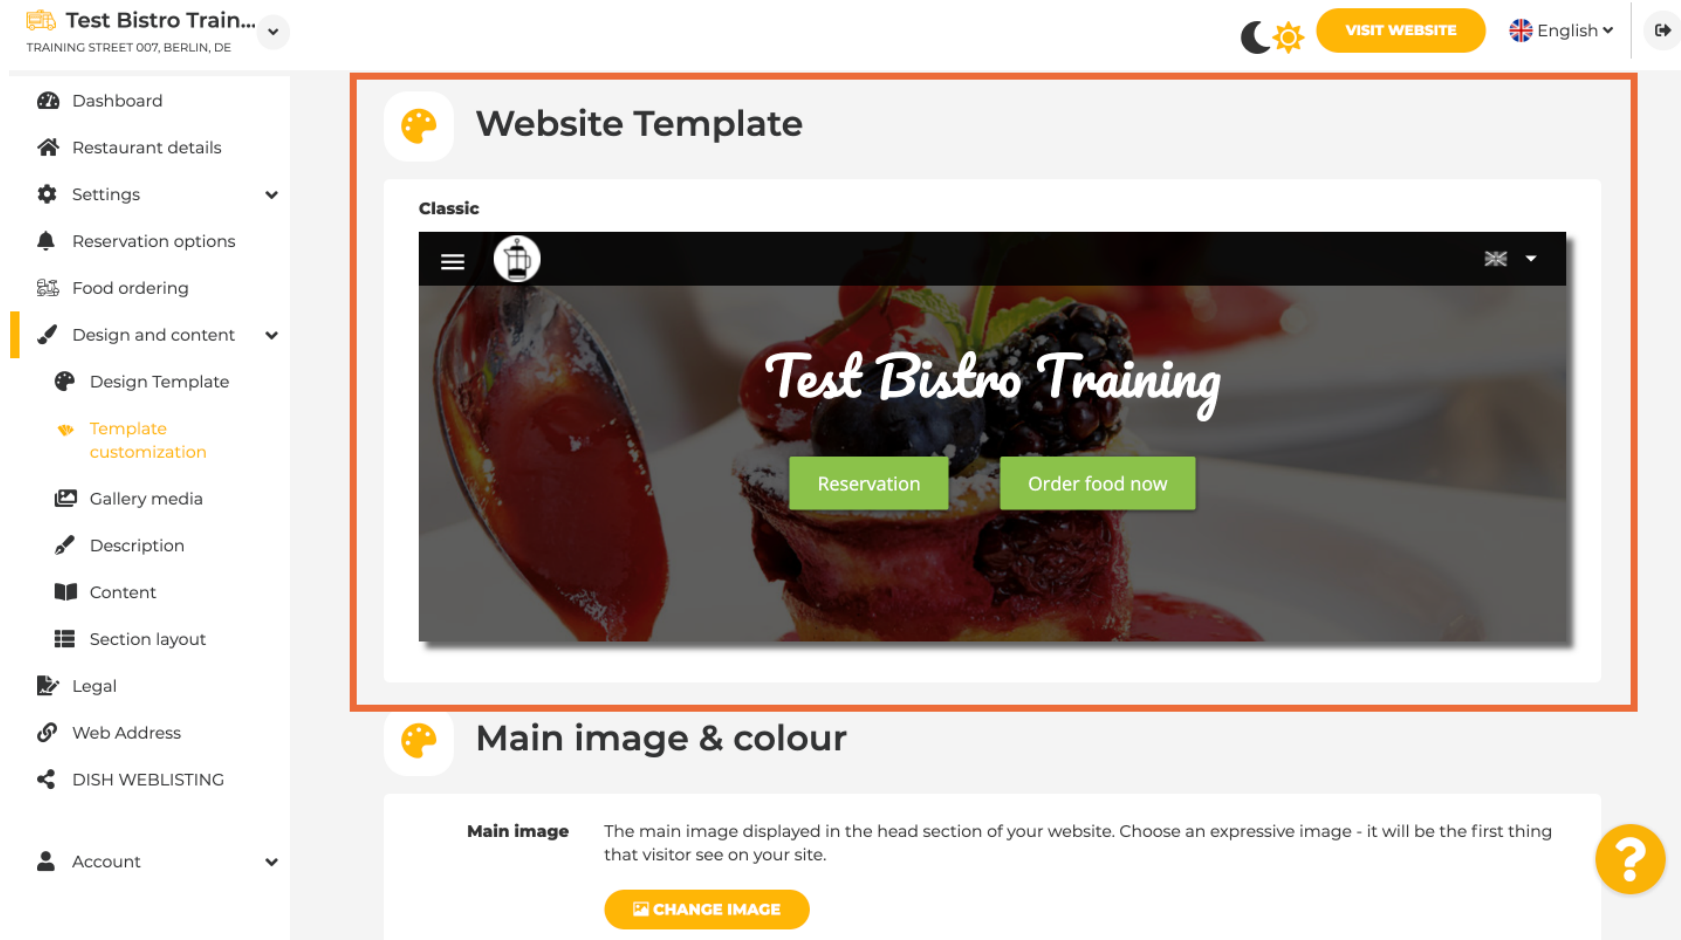 Test Bistro Train...
TRAINING STREET 007, BERLIN, DE
VISIT WEBSITE
English
Dashboard
Restaurant details
Settings
Reservation options
Food ordering
Design and content
Design Template
Template
customization
Gallery media
Description
Content
Section layout
Legal
Web Address
DISH WEBLISTING
Account
Website Template
Classic
Test Bistro Training
Reservation
Order food now
Main image & colour
Main image
The main image displayed in the head section of your website. Choose an expressive image - it will be the first thing
that visitor see on your site.
CHANGE IMAGE
?